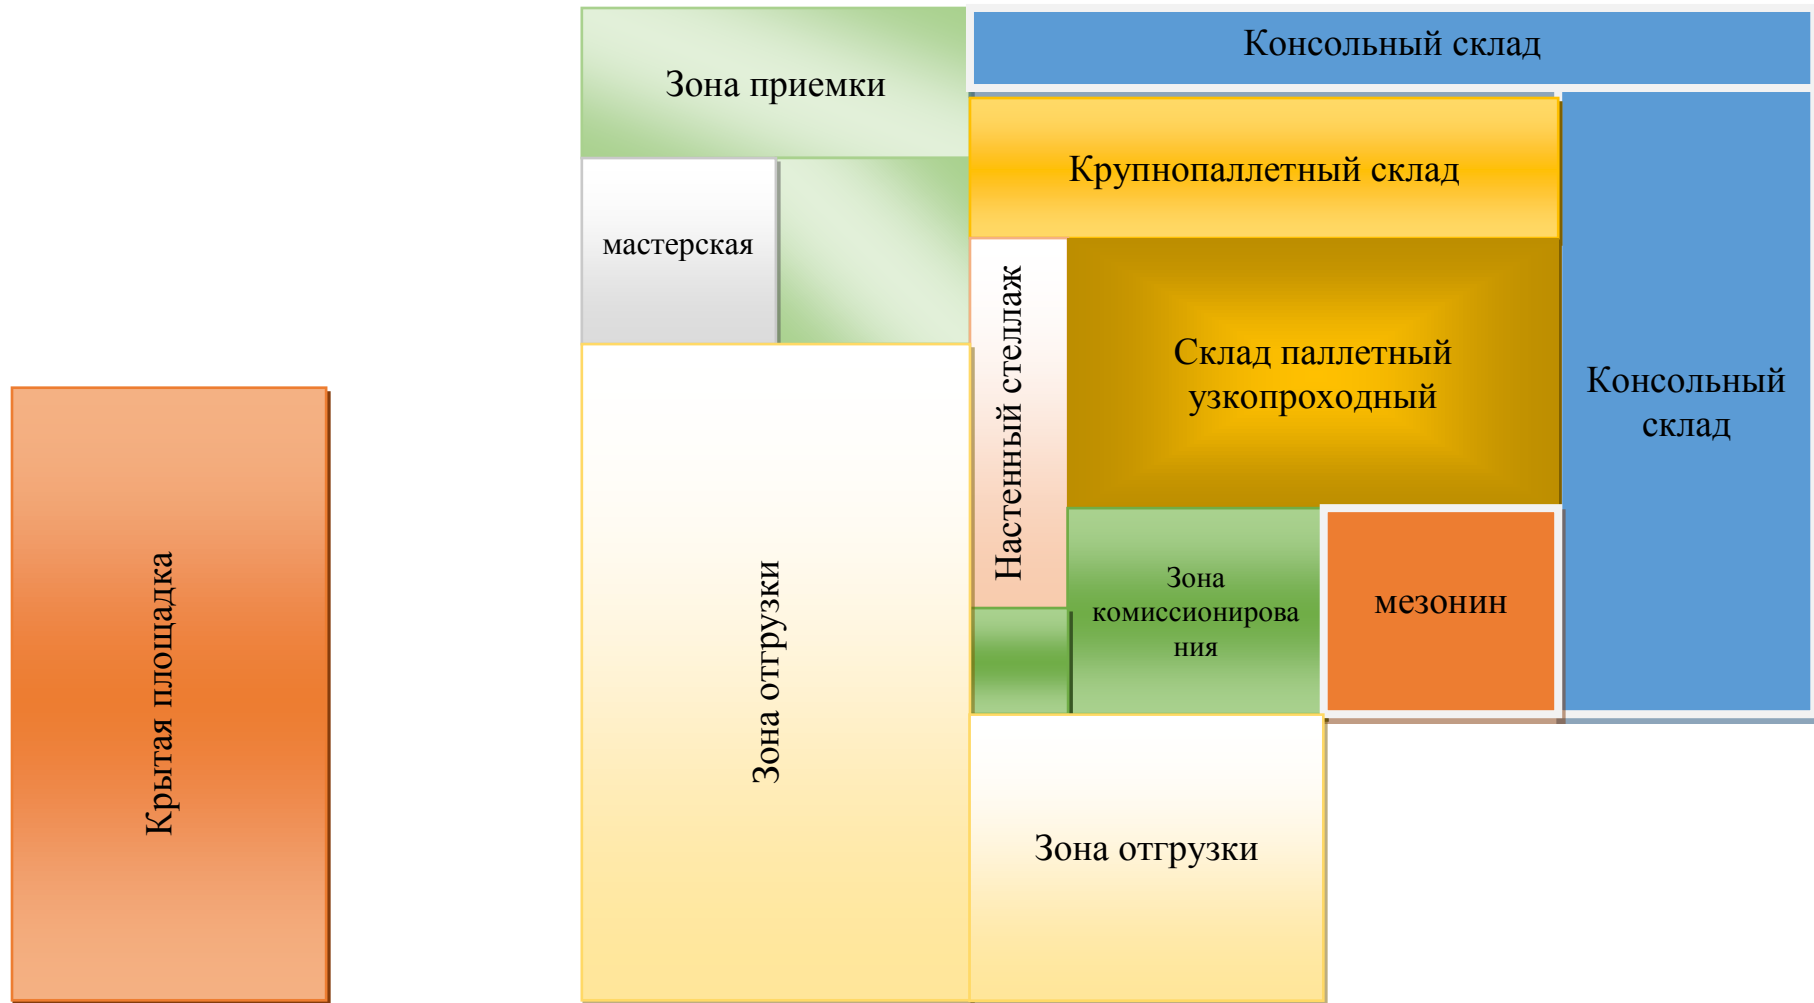 Консольный склад
Зона приемки
Крупнопаллетный склад
мастерская
Настенный стеллаж
Склад паллетный
узкопроходный
Консольный
склад
Крытая площадка
Зона отгрузки
Зона
комиссионирова
ния
мезонин
Зона отгрузки